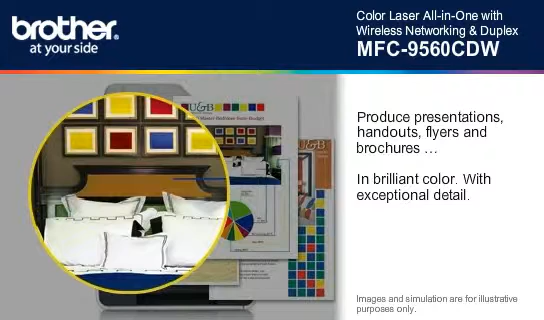 brother
at your side
Color Laser All-in-One with
Wireless Networking & Duplex
MFC-9560CDW
Produce presentations,
handouts, flyers and
brochures …
In brilliant color. With
exceptional detail.
U&B
U&B
Images and simulation are for illustrative
purposes only.